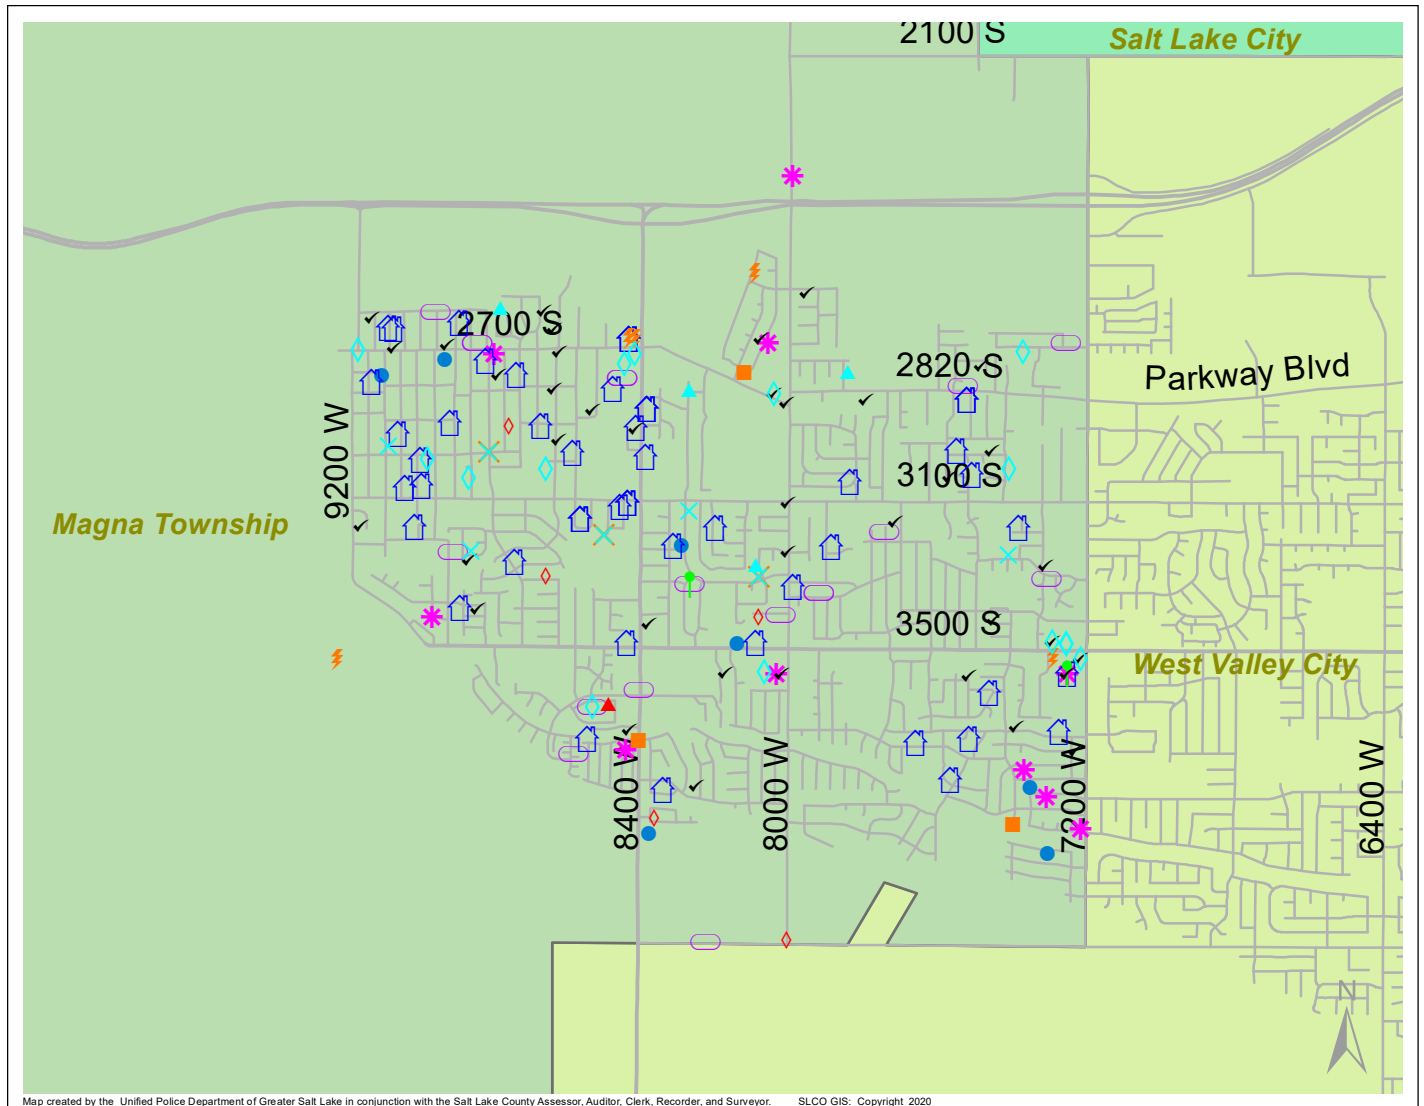 2100 S
Salt Lake City
2700 S
2820 S
Parkway Blvd
9200 W
3100 S
Magna Township
3500 S
West Valley City
8400 W
8000 W
7200 W
6400 W
N
Map created by the Unified Police Department of Greater Salt Lake in conjunction with the Salt Lake County Assessor, Auditor, Clerk, Recorder, and Surveyor. SLCO GIS: Copyright 2020